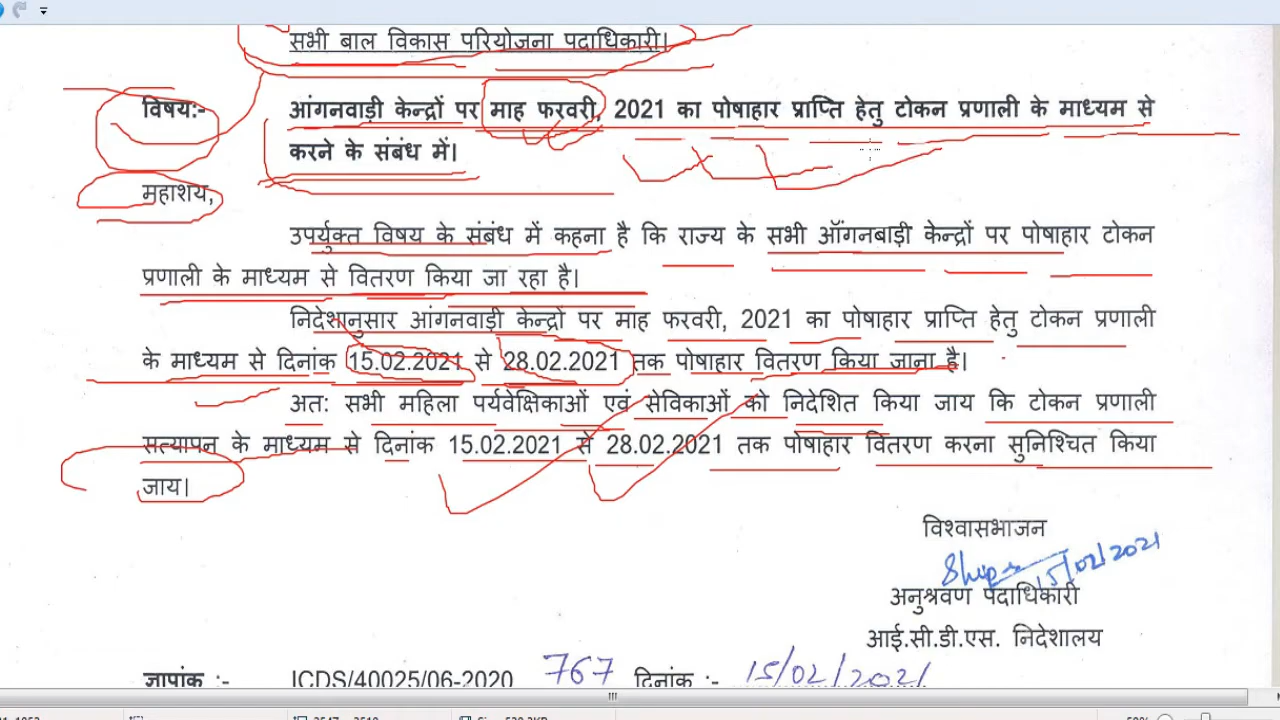 सभी बाल विकास परियोजना पदाधिकारी।
विषय:- आंगनवाड़ी केन्द्रों पर माह फरवरी, 2021 का पोषाहार प्राप्ति हेतु टोकन प्रणाली के माध्यम से
करने के संबंध में।
महाशय,
उपर्युक्त विषय के संबंध में कहना है कि राज्य के सभी ऑंगनबाड़ी केन्द्रों पर पोषाहार टोकन
प्रणाली के माध्यम से वितरण किया जा रहा है।
निदेशानुसार आंगनवाड़ी केन्द्रों पर माह फरवरी, 2021 का पोषाहार प्राप्ति हेतु टोकन प्रणाली
के माध्यम से दिनांक 15.02.2021 से 28.02.2021 तक पोषाहार वितरण किया जाना है।
अत: सभी महिला पर्यवेक्षिकाओं एवं सेविकाओं को निदेशित किया जाय कि टोकन प्रणाली
सत्यापन के माध्यम से दिनांक 15.02.2021 से 28.02.2021 तक पोषाहार वितरण करना सुनिश्चित किया
जाय।
विश्वासभाजन
15/02/2021
अनुश्रवण पदाधिकारी
आई.सी.डी.एस. निदेशालय
ज्ञापांक :- ICDS/40025/06-2020 767 दिनांक :- 15/02/2021